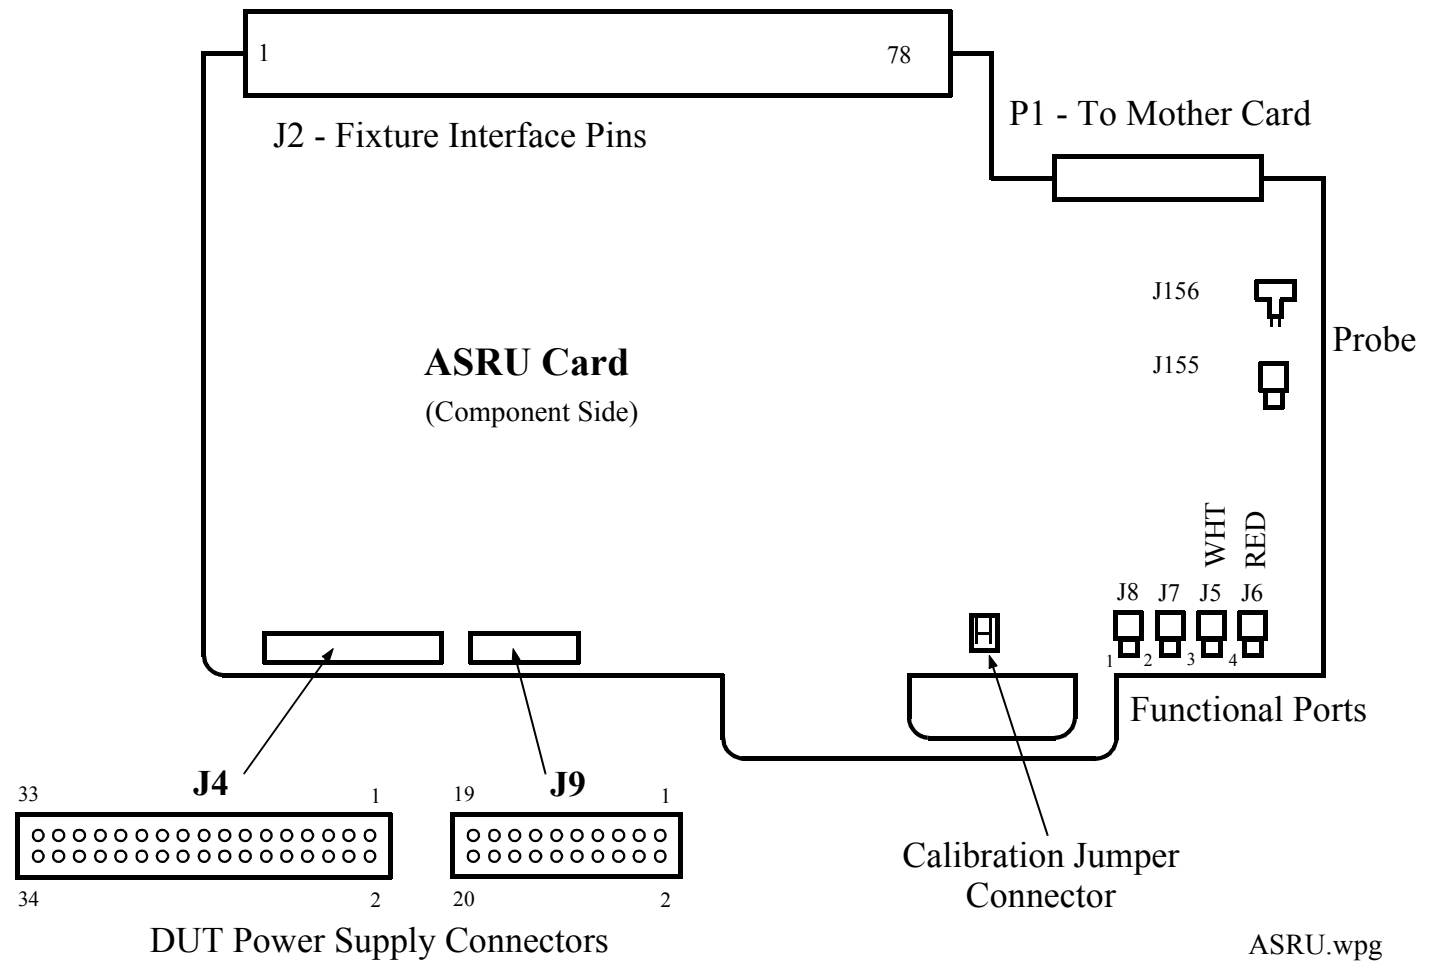 1 78
J2 - Fixture Interface Pins
P1 - To Mother Card
J156
Probe
J155
ASRU Card
(Component Side)
WHT
RED
J8 J7 J5 J6
1 2 3 4
Functional Ports
J4
33 1
34 2
J9
19 1
20 2
DUT Power Supply Connectors
Calibration Jumper
Connector
ASRU.wpg